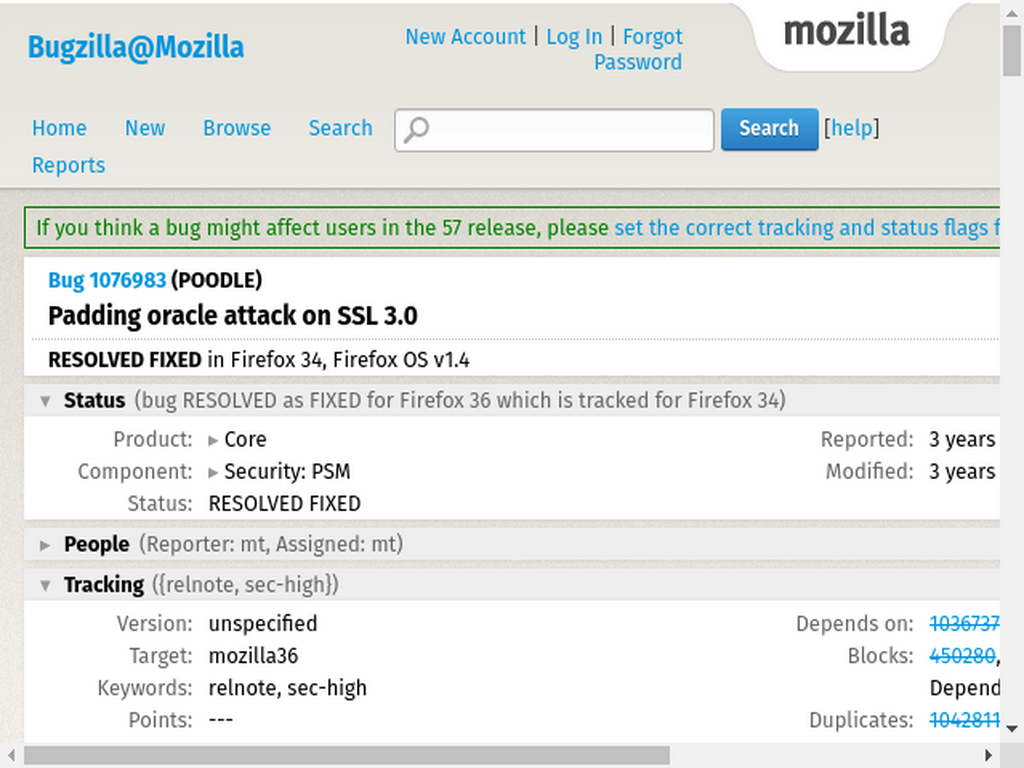 Bugzilla@Mozilla
New Account | Log In | Forgot
Password
mozilla
Home New Browse Search Search [help]
Reports
If you think a bug might affect users in the 57 release, please set the correct tracking and status flags f
Bug 1076983 (POODLE)
Padding oracle attack on SSL 3.0
RESOLVED FIXED in Firefox 34, Firefox OS v1.4
▾ Status (bug RESOLVED as FIXED for Firefox 36 which is tracked for Firefox 34)
Product: ▸ Core Reported: 3 years
Component: ▸ Security: PSM Modified: 3 years
Status: RESOLVED FIXED
▸ People (Reporter: mt, Assigned: mt)
▾ Tracking ({relnote, sec-high})
Version: unspecified Depends on: 1036737
Target: mozilla36 Blocks: 450280,
Keywords: relnote, sec-high Depend
Points: --- Duplicates: 1042811